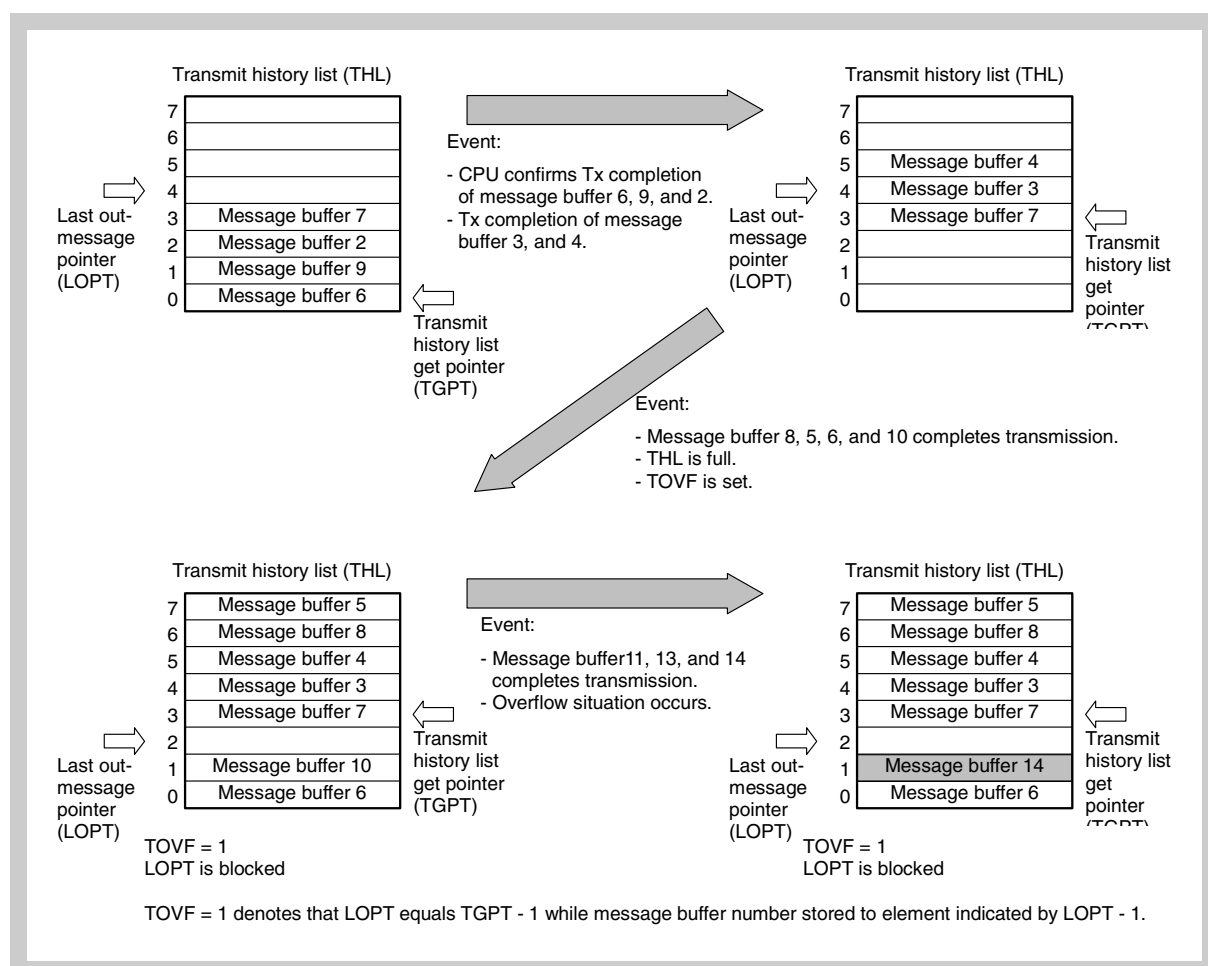 Transmit history list (THL)
7
6
5
4
3 Message buffer 7
2 Message buffer 2
1 Message buffer 9
0 Message buffer 6
Last out-
message
pointer
(LOPT)
Transmit
history list
get pointer
(TGPT)
Event:
- CPU confirms Tx completion
of message buffer 6, 9, and 2.
- Tx completion of message
buffer 3, and 4.
Transmit history list (THL)
7
6
5 Message buffer 4
4 Message buffer 3
3 Message buffer 7
2
1
0
Last out-
message
pointer
(LOPT)
Transmit
history list
get
pointer
Event:
- Message buffer 8, 5, 6, and 10 completes transmission.
- THL is full.
- TOVF is set.
Transmit history list (THL)
7 Message buffer 5
6 Message buffer 8
5 Message buffer 4
4 Message buffer 3
3 Message buffer 7
2
1 Message buffer 10
0 Message buffer 6
Last out-
message
pointer
(LOPT)
Transmit
history list
get pointer
(TGPT)
TOVF = 1
LOPT is blocked
Event:
- Message buffer11, 13, and 14
completes transmission.
- Overflow situation occurs.
Transmit history list (THL)
7 Message buffer 5
6 Message buffer 8
5 Message buffer 4
4 Message buffer 3
3 Message buffer 7
2
1 Message buffer 14
0 Message buffer 6
Last out-
message
pointer
(LOPT)
Transmit
history list
get
pointer
TOVF = 1
LOPT is blocked
TOVF = 1 denotes that LOPT equals TGPT - 1 while message buffer number stored to element indicated by LOPT - 1.